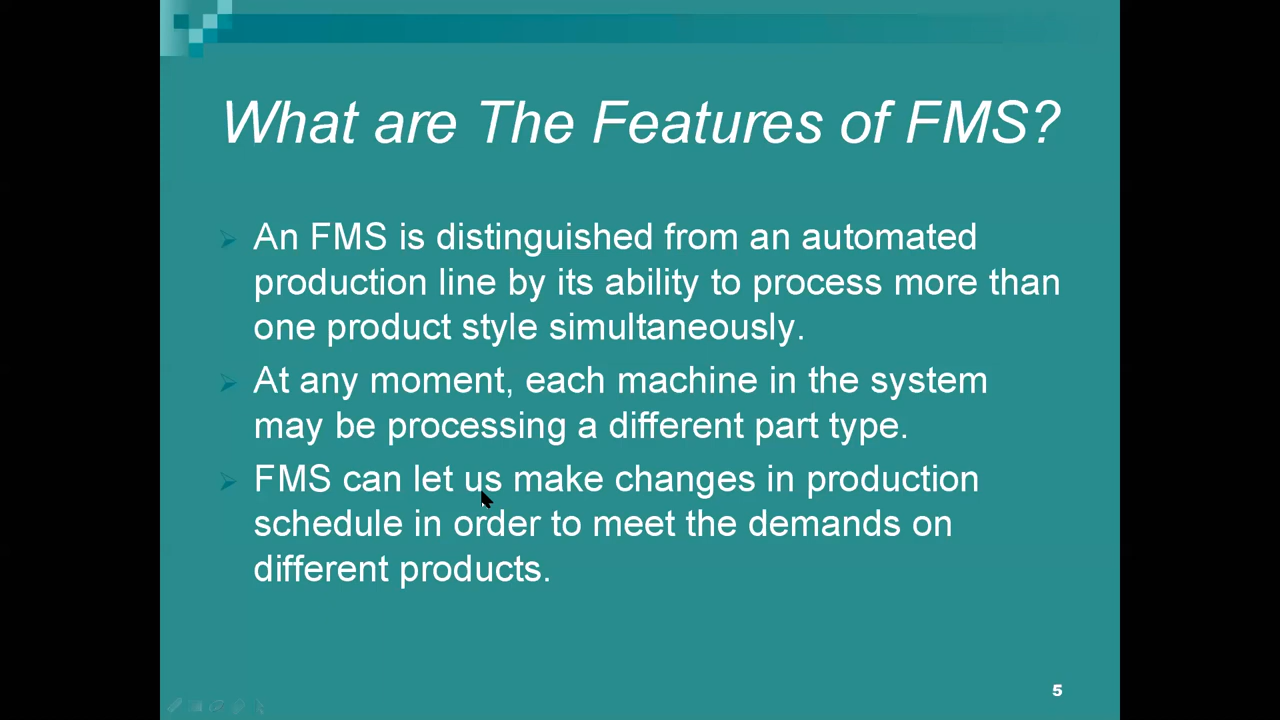 What are The Features of FMS?
An FMS is distinguished from an automated
production line by its ability to process more than
one product style simultaneously.
At any moment, each machine in the system
may be processing a different part type.
FMS can let us make changes in production
schedule in order to meet the demands on
different products.
5